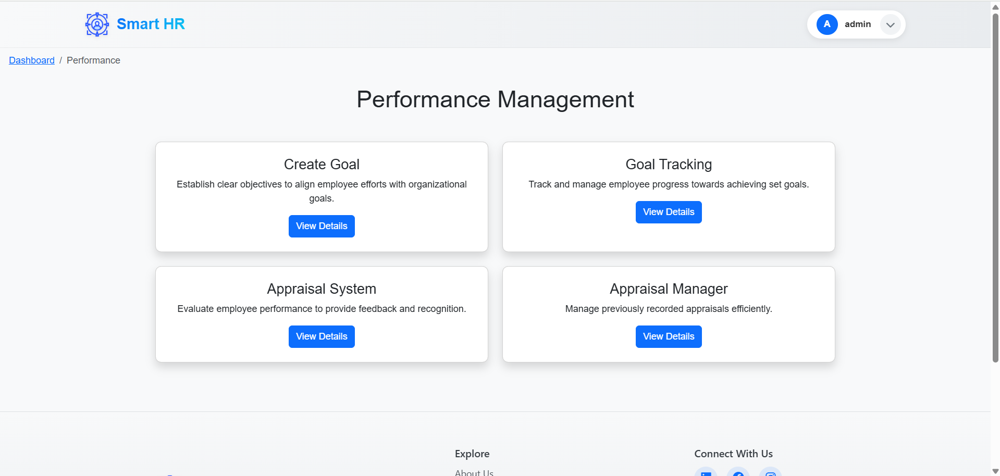 Smart HR
A admin
Dashboard / Performance
Performance Management
Create Goal
Establish clear objectives to align employee efforts with organizational
goals.
View Details
Goal Tracking
Track and manage employee progress towards achieving set goals.
View Details
Appraisal System
Evaluate employee performance to provide feedback and recognition.
View Details
Appraisal Manager
Manage previously recorded appraisals efficiently.
View Details
Explore
About Us
Connect With Us